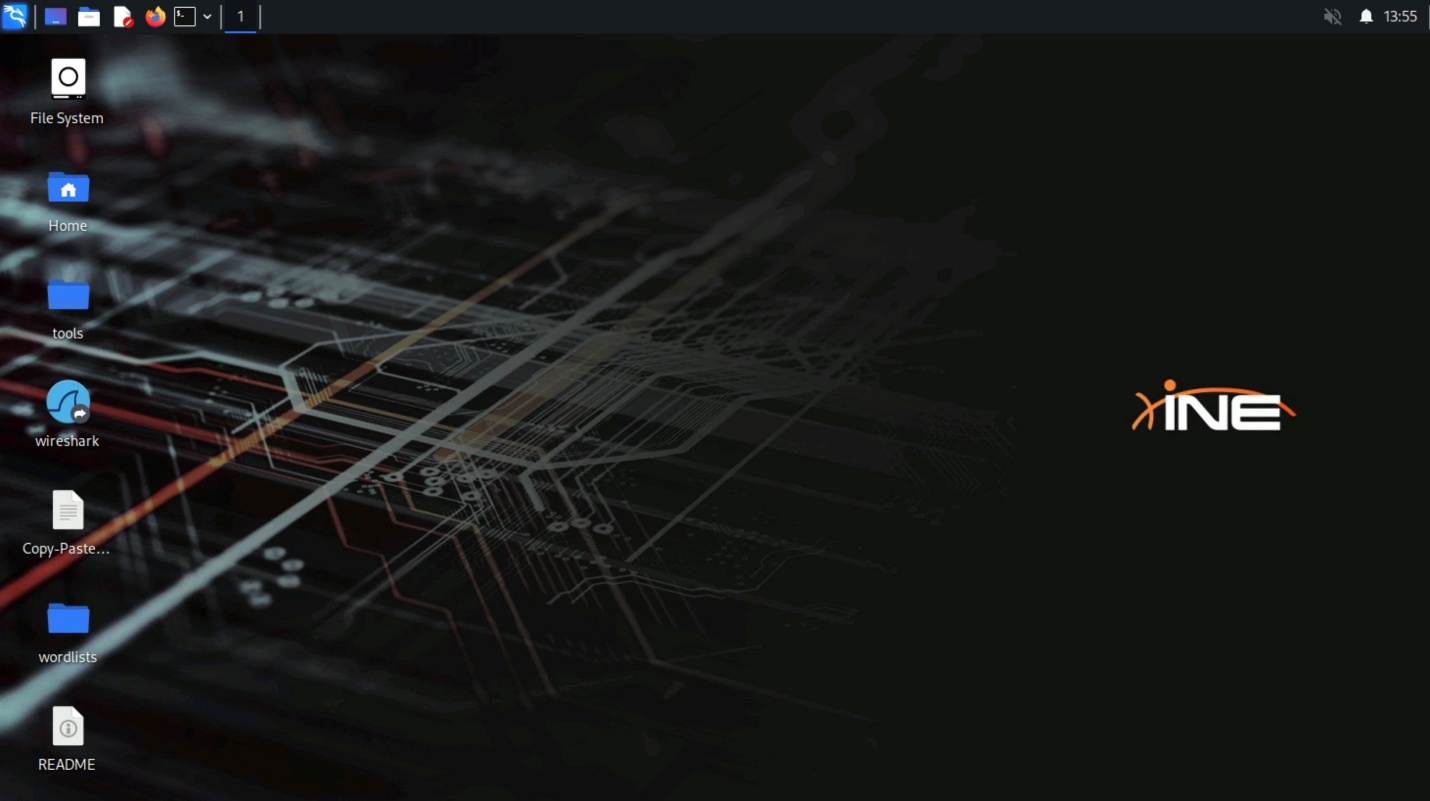 1
13:55
File System
Home
tools
wireshark
Copy-Paste...
wordlists
README
INE